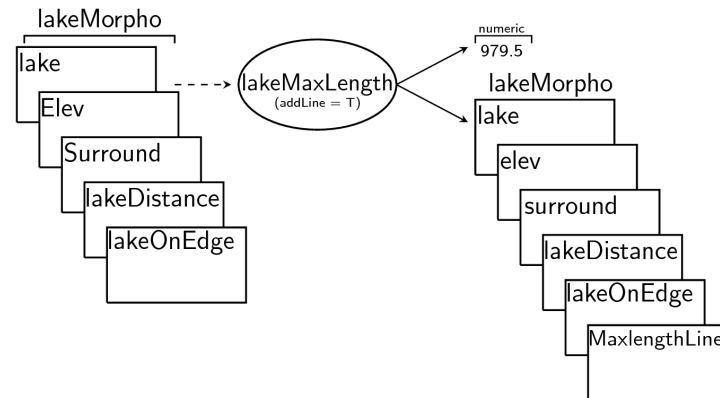 lakeMorpho
lake
Elev
Surround
lakeDistance
lakeOnEdge
lakeMaxLength
(addLine = T)
numeric
979.5
lakeMorpho
lake
elev
surround
lakeDistance
lakeOnEdge
MaxlengthLine